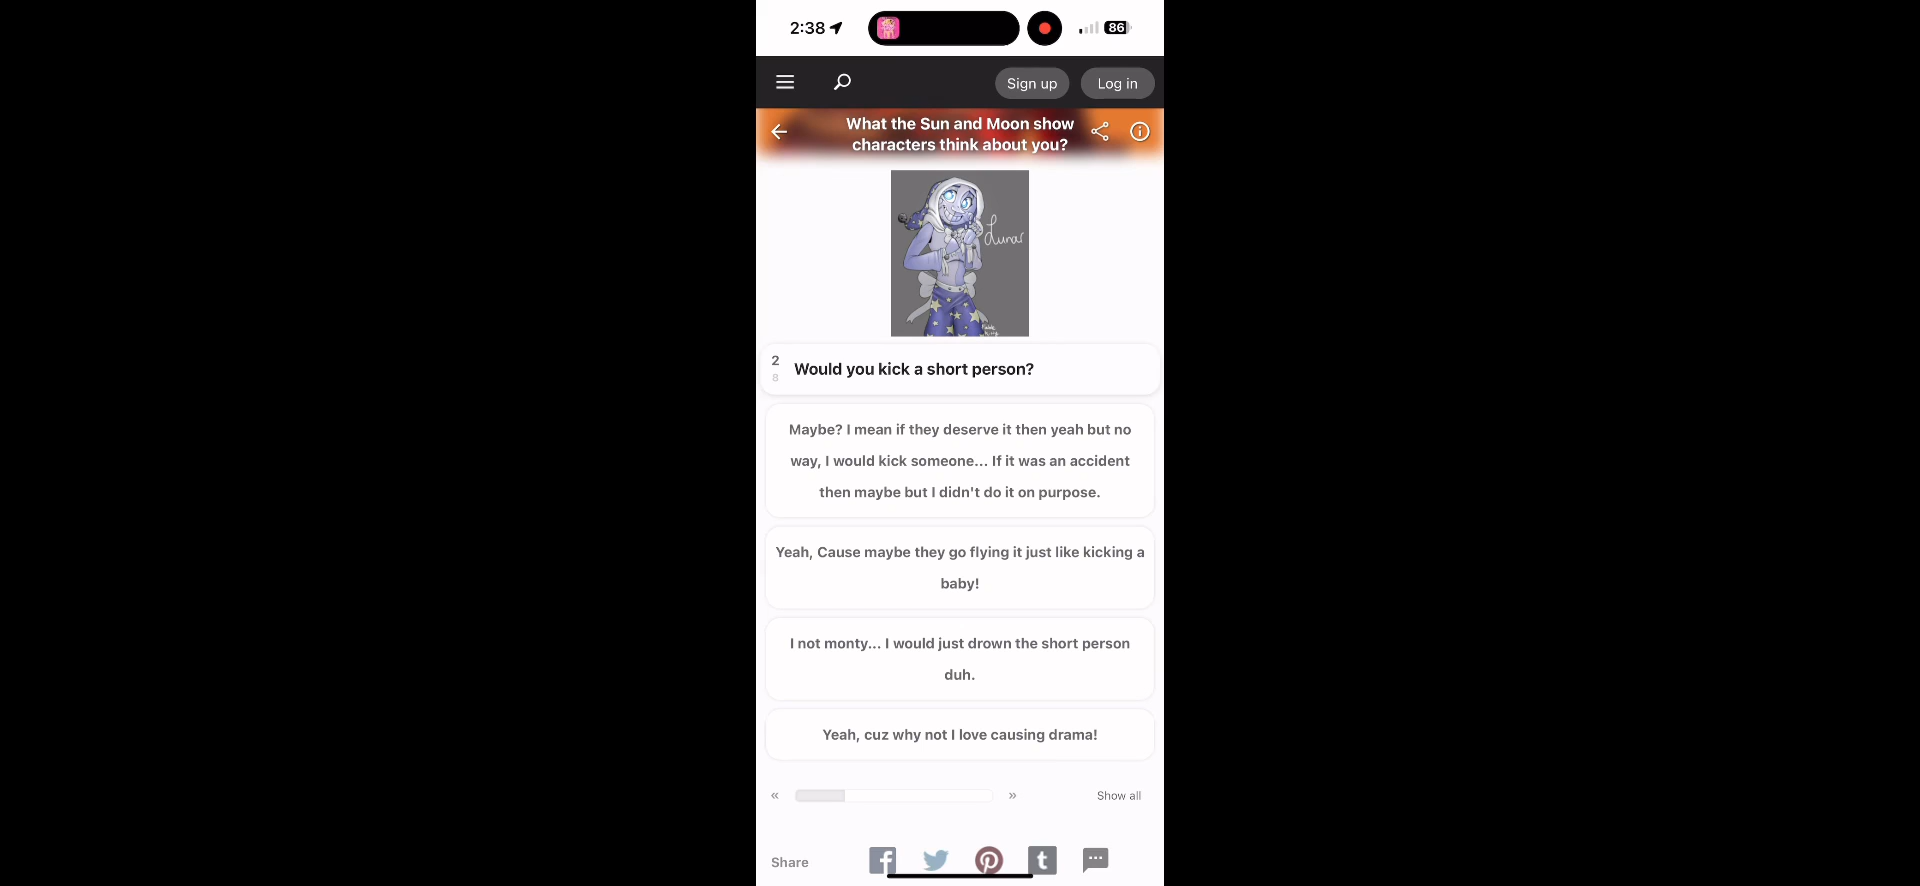 2:38
86
Sign up
Log in
What the Sun and Moon show
characters think about you?
Lunar
2
8
Would you kick a short person?
Maybe? I mean if they deserve it then yeah but no
way, I would kick someone... If it was an accident
then maybe but I didn't do it on purpose.
Yeah, Cause maybe they go flying it just like kicking a
baby!
I not monty... I would just drown the short person
duh.
Yeah, cuz why not I love causing drama!
« » Show all
Share